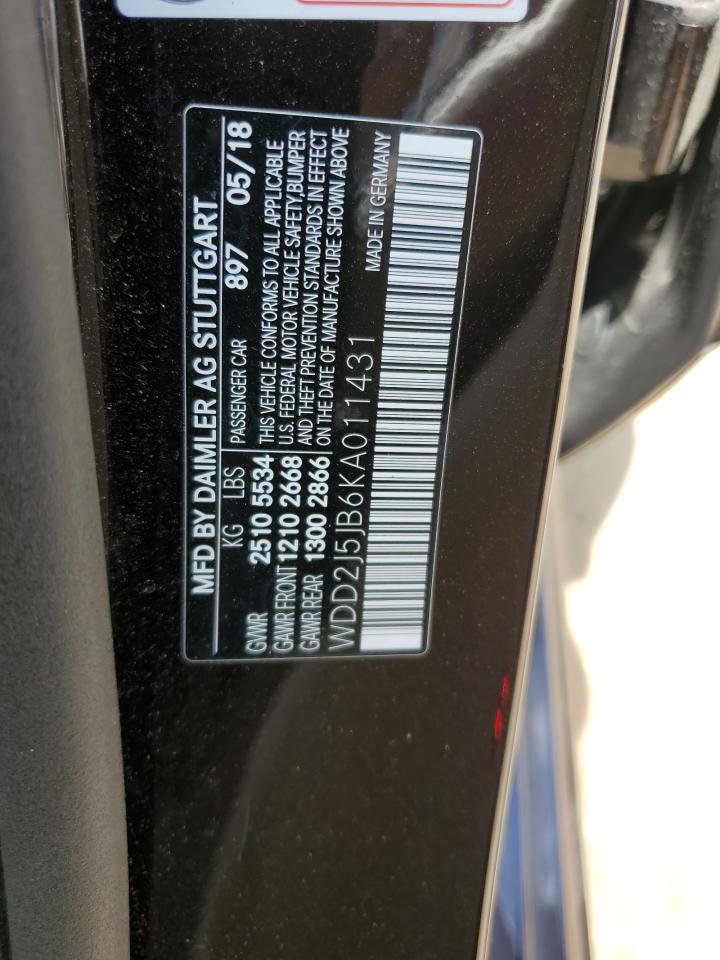 MFD BY DAIMLER AG STUTTGART
KG LBS
GVWR 2510 5534
GAWR FRONT 1210 2668
GAWR REAR 1300 2866
PASSENGER CAR 897 05/18
THIS VEHICLE CONFORMS TO ALL APPLICABLE
U.S. FEDERAL MOTOR VEHICLE SAFETY,BUMPER
AND THEFT PREVENTION STANDARDS IN EFFECT
ON THE DATE OF MANUFACTURE SHOWN ABOVE
WDD2J5JB6KA011431
MADE IN GERMANY